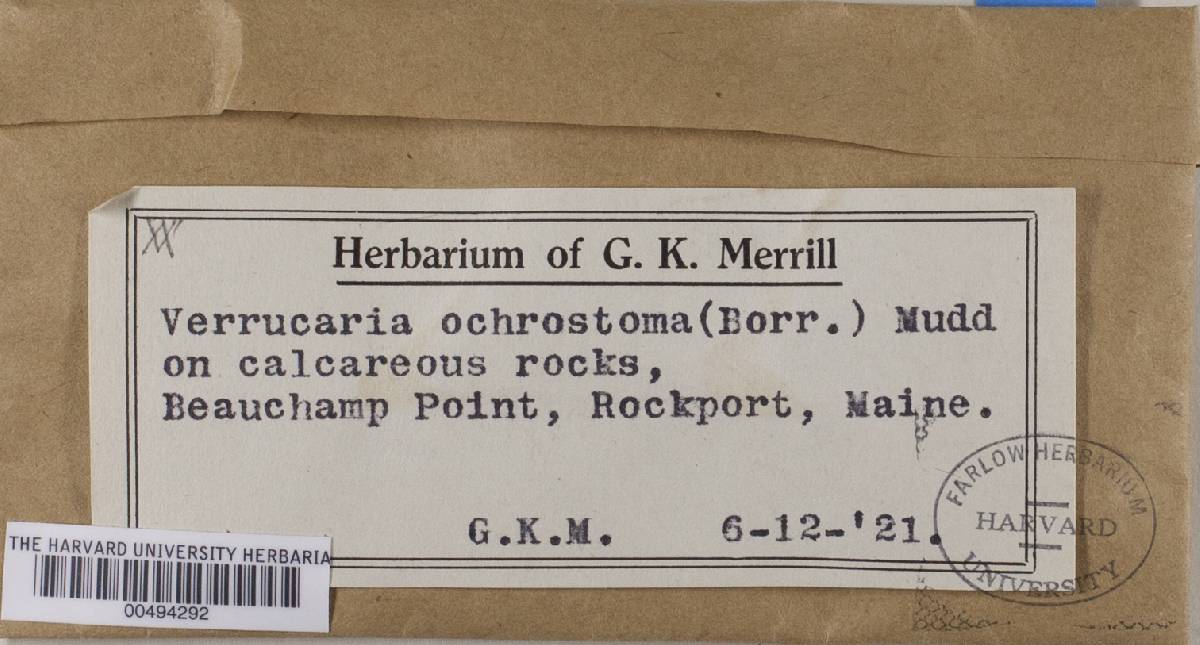 XX
Herbarium of G. K. Merrill
Verrucaria ochrostoma(Borr.) Mudd
on calcareous rocks,
Beauchamp Point, Rockport, Maine.
G.K.M. 6-12-'21.
FARLOW HERBARIUM
HARVARD
UNIVERSITY
THE HARVARD UNIVERSITY HERBARIA
00494292